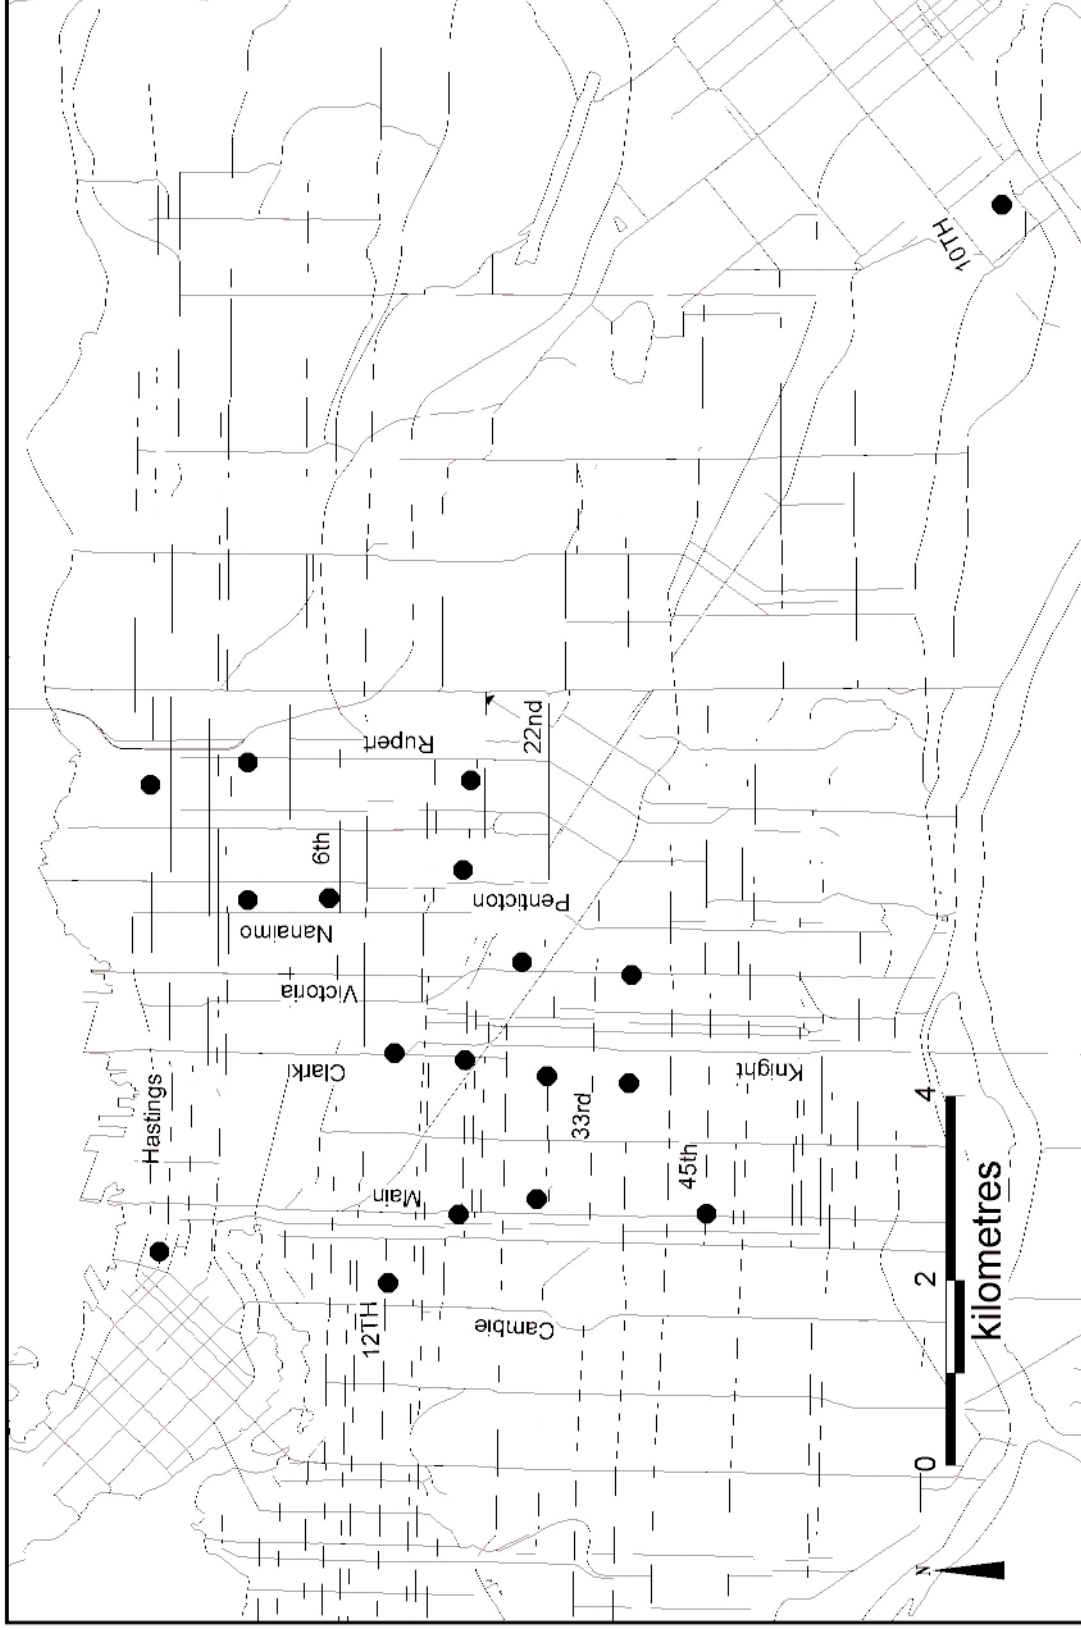 Hastings
Clark
Victoria
Nanaimo
6th
Rupert
22nd
Penticton
10TH
Main
12TH
Cambie
33rd
45th
Knight
0
2
4
kilometres
N